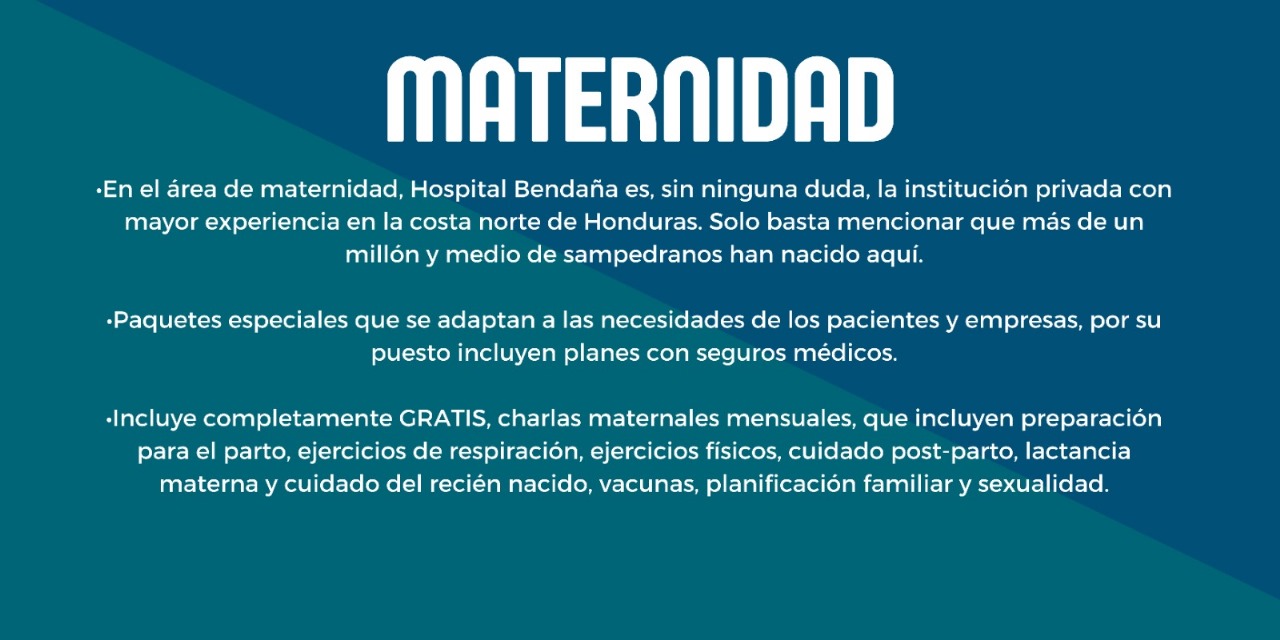 MATERNIDAD
•En el área de maternidad, Hospital Bendaña es, sin ninguna duda, la institución privada con
mayor experiencia en la costa norte de Honduras. Solo basta mencionar que más de un
millón y medio de sampedranos han nacido aquí.
•Paquetes especiales que se adaptan a las necesidades de los pacientes y empresas, por su
puesto incluyen planes con seguros médicos.
•Incluye completamente GRATIS, charlas maternales mensuales, que incluyen preparación
para el parto, ejercicios de respiración, ejercicios físicos, cuidado post-parto, lactancia
materna y cuidado del recién nacido, vacunas, planificación familiar y sexualidad.